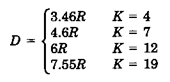 D = { 3.46R K = 4
4.6R K = 7
6R K = 12
7.55R K = 19